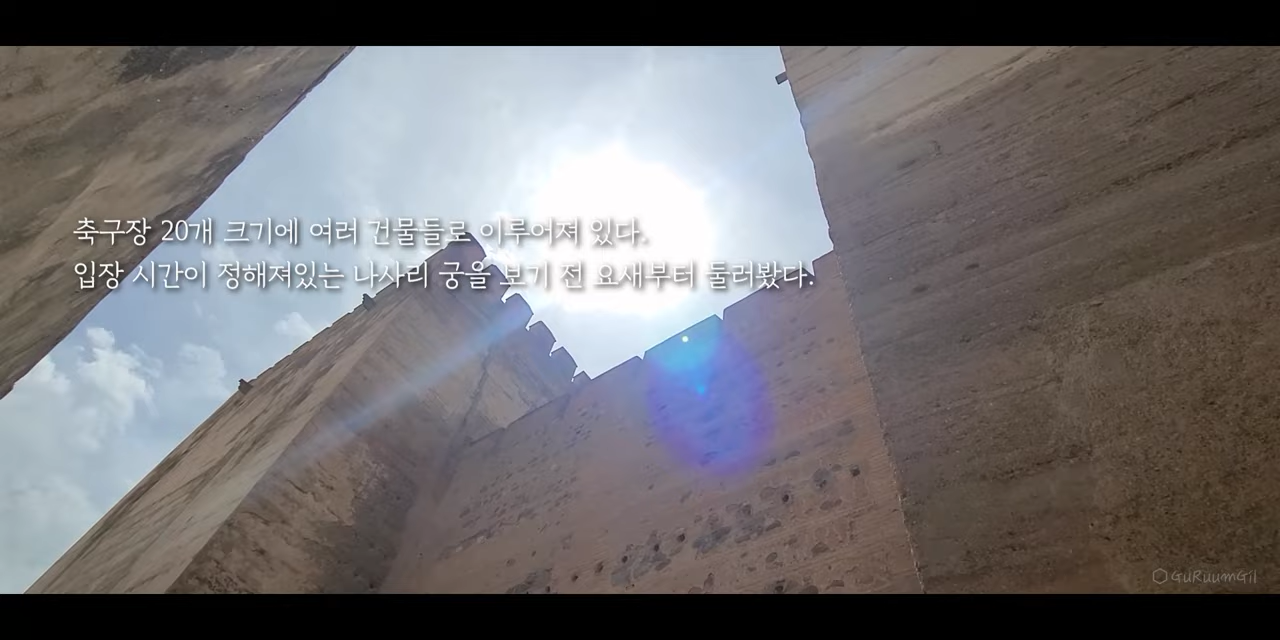 축구장 20개 크기에 여러 건물들로 이루어져 있다.
입장 시간이 정해져있는 나사리 궁을 보기 전 요새부터 둘러봤다.
GuRuumGil